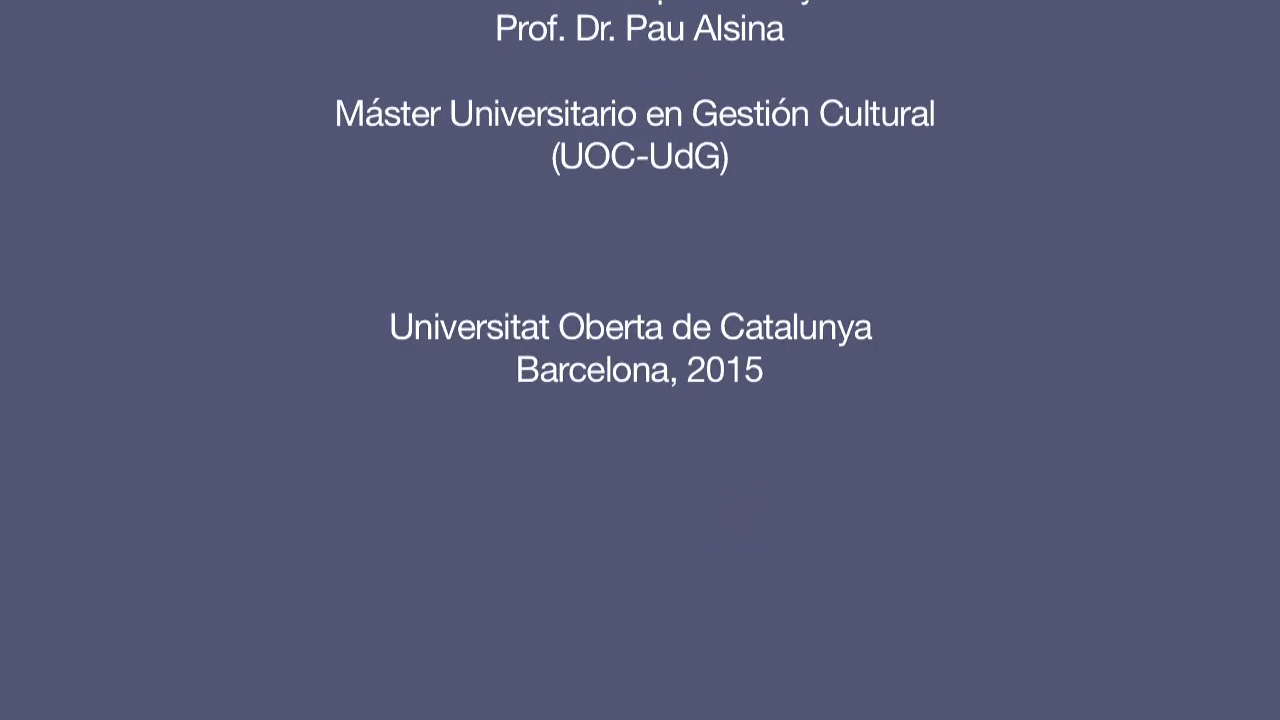 Prof. Dr. Pau Alsina
Máster Universitario en Gestión Cultural
(UOC-UdG)
Universitat Oberta de Catalunya
Barcelona, 2015